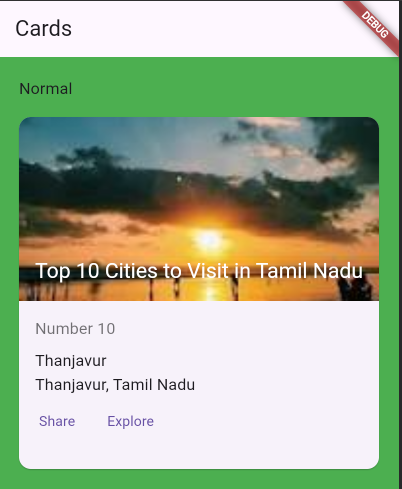 Cards
DEBUG
Normal
Top 10 Cities to Visit in Tamil Nadu
Number 10
Thanjavur
Thanjavur, Tamil Nadu
Share Explore